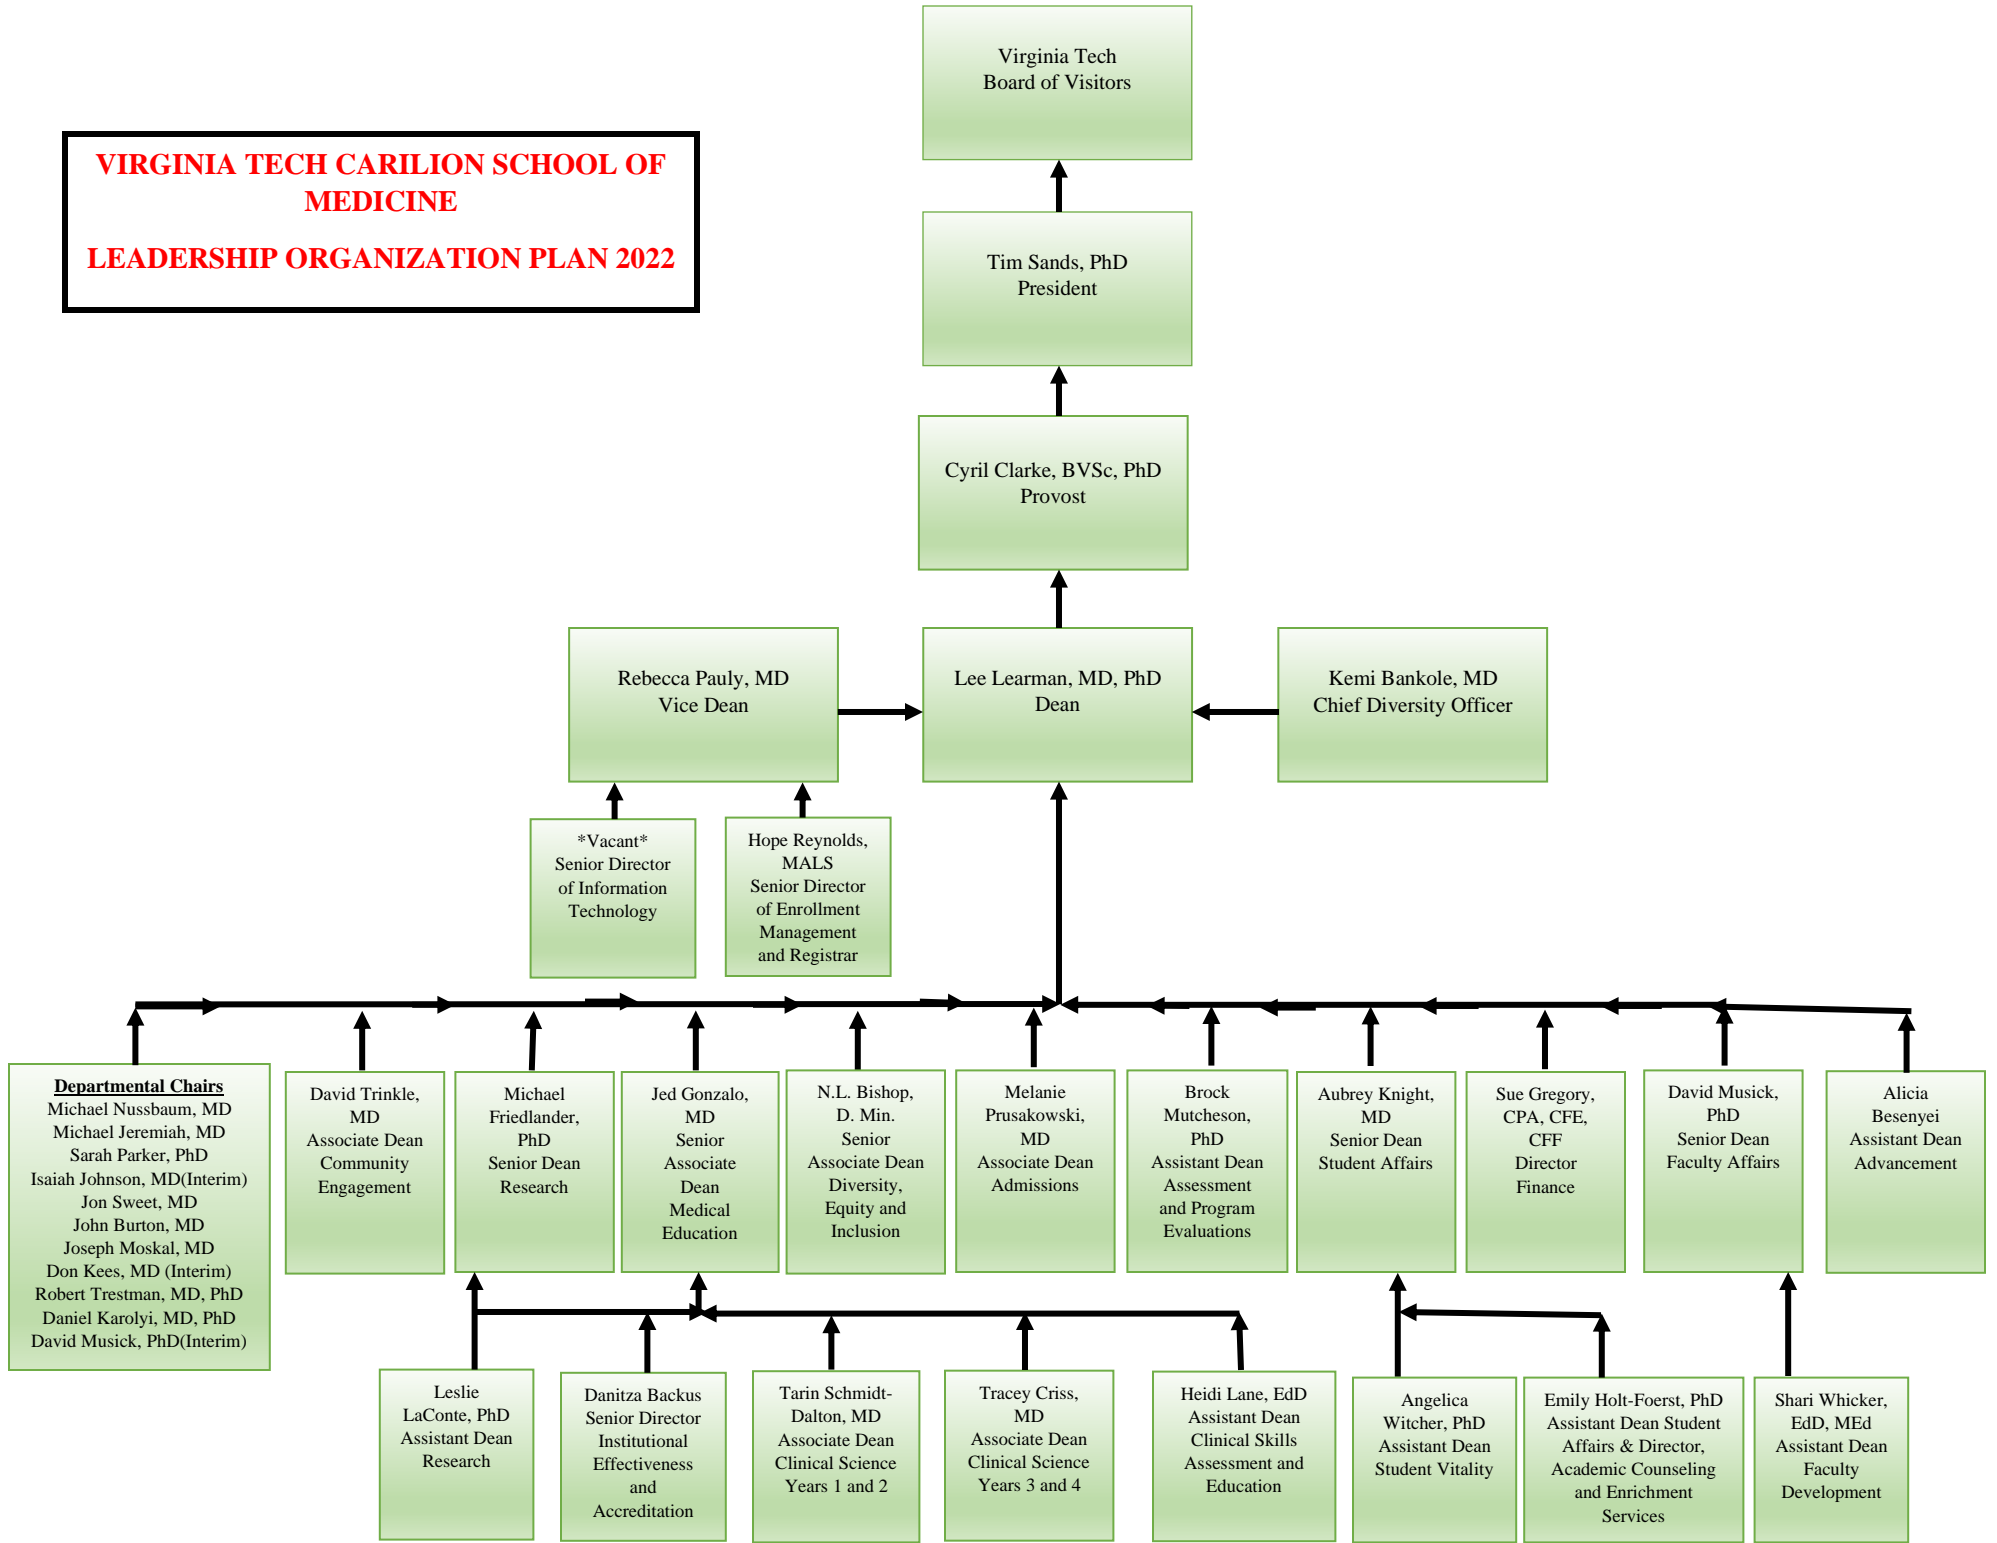 Virginia Tech
Board of Visitors
VIRGINIA TECH CARILION SCHOOL OF
MEDICINE
LEADERSHIP ORGANIZATION PLAN 2022
Tim Sands, PhD
President
Cyril Clarke, BVSc, PhD
Provost
Rebecca Pauly, MD
Vice Dean
Lee Learman, MD, PhD
Dean
Kemi Bankole, MD
Chief Diversity Officer
*Vacant*
Senior Director
of Information
Technology
Hope Reynolds,
MALS
Senior Director
of Enrollment
Management
and Registrar
Departmental Chairs
Michael Nussbaum, MD
Michael Jeremiah, MD
Sarah Parker, PhD
Isaiah Johnson, MD(Interim)
Jon Sweet, MD
John Burton, MD
Joseph Moskal, MD
Don Kees, MD (Interim)
Robert Trestman, MD, PhD
Daniel Karolyi, MD, PhD
David Musick, PhD(Interim)
David Trinkle,
MD
Associate Dean
Community
Engagement
Michael
Friedlander,
PhD
Senior Dean
Research
Jed Gonzalo,
MD
Senior
Associate
Dean
Medical
Education
N.L. Bishop,
D. Min.
Senior
Associate Dean
Diversity,
Equity and
Inclusion
Melanie
Prusakowski,
MD
Associate Dean
Admissions
Brock
Mutcheson,
PhD
Assistant Dean
Assessment
and Program
Evaluations
Aubrey Knight,
MD
Senior Dean
Student Affairs
Sue Gregory,
CPA, CFE,
CFF
Director
Finance
David Musick,
PhD
Senior Dean
Faculty Affairs
Alicia
Besenyei
Assistant Dean
Advancement
Leslie
LaConte, PhD
Assistant Dean
Research
Danitza Backus
Senior Director
Institutional
Effectiveness
and
Accreditation
Tarin Schmidt-
Dalton, MD
Associate Dean
Clinical Science
Years 1 and 2
Tracey Criss,
MD
Associate Dean
Clinical Science
Years 3 and 4
Heidi Lane, EdD
Assistant Dean
Clinical Skills
Assessment and
Education
Angelica
Witcher, PhD
Assistant Dean
Student Vitality
Emily Holt-Foerst, PhD
Assistant Dean Student
Affairs & Director,
Academic Counseling
and Enrichment
Services
Shari Whicker,
EdD, MEd
Assistant Dean
Faculty
Development